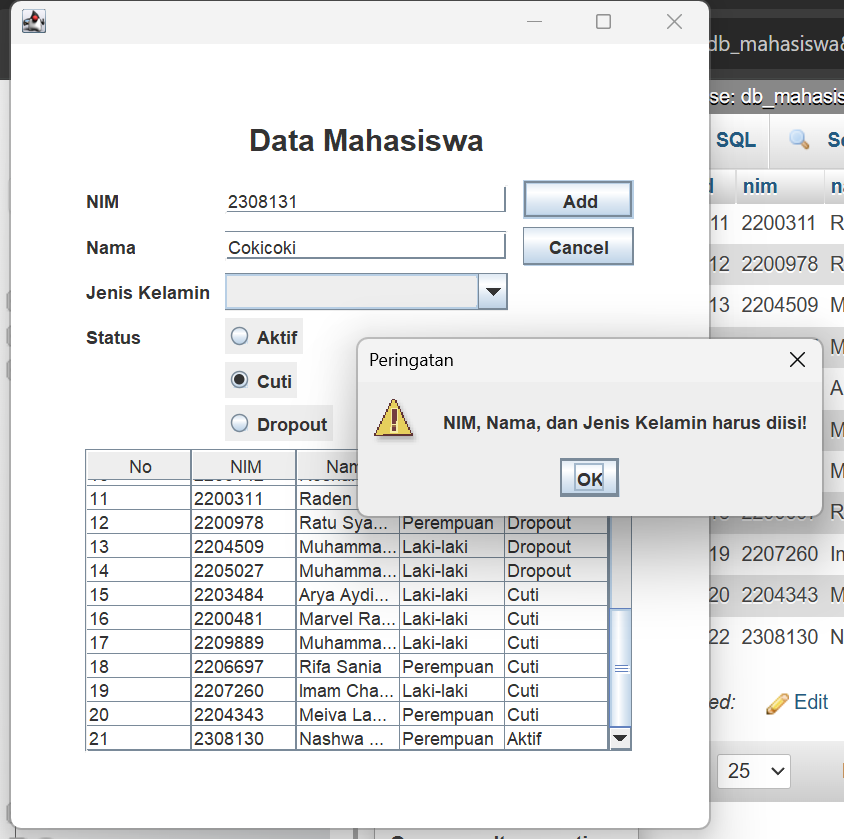 Data Mahasiswa
NIM 2308131 Add
Nama Cokicoki Cancel
Jenis Kelamin
Status Aktif
Cuti
Dropout
Peringatan
NIM, Nama, dan Jenis Kelamin harus diisi!
OK
No NIM Nam
11 2200311 Raden
12 2200978 Ratu Sya... Perempuan Dropout
13 2204509 Muhamma... Laki-laki Dropout
14 2205027 Muhamma... Laki-laki Dropout
15 2203484 Arya Aydi... Laki-laki Cuti
16 2200481 Marvel Ra... Laki-laki Cuti
17 2209889 Muhamma... Laki-laki Cuti
18 2206697 Rifa Sania Perempuan Cuti
19 2207260 Imam Cha... Laki-laki Cuti
20 2204343 Meiva La... Perempuan Cuti
21 2308130 Nashwa ... Perempuan Aktif
db_mahasiswa&
se: db_mahasis
SQL Se
d nim na
11 2200311 R
12 2200978 R
13 2204509 M
M
A
M
M
R
19 2207260 Im
20 2204343 M
22 2308130 N
ed: Edit
25